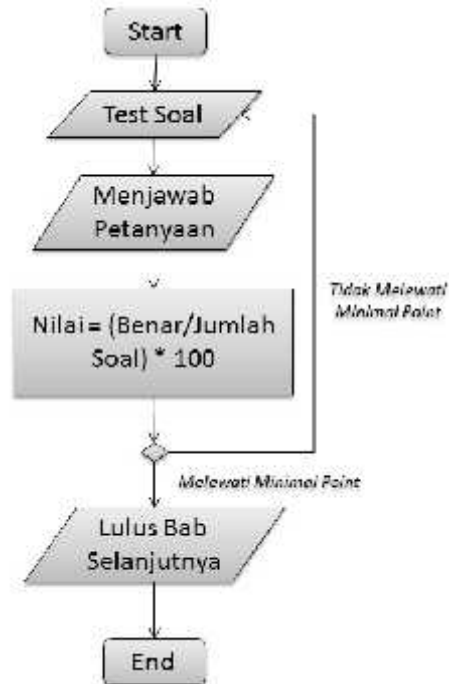 Start
Test Soal
Menjawab
Petanyaan
Nilai = (Benar/Jumlah
Soal) * 100
Tidak Melewati
Minimal Point
Melewati Minimal Point
Lulus Bab
Selanjutnya
End